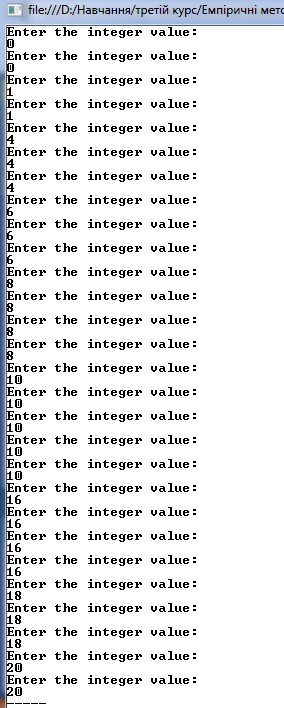 file:///D:/Навчання/третій курс/Емпіричні мето
Enter the integer value:
0
Enter the integer value:
0
Enter the integer value:
1
Enter the integer value:
1
Enter the integer value:
4
Enter the integer value:
4
Enter the integer value:
4
Enter the integer value:
6
Enter the integer value:
6
Enter the integer value:
6
Enter the integer value:
8
Enter the integer value:
8
Enter the integer value:
8
Enter the integer value:
8
Enter the integer value:
10
Enter the integer value:
10
Enter the integer value:
10
Enter the integer value:
10
Enter the integer value:
10
Enter the integer value:
16
Enter the integer value:
16
Enter the integer value:
16
Enter the integer value:
16
Enter the integer value:
18
Enter the integer value:
18
Enter the integer value:
18
Enter the integer value:
20
Enter the integer value:
20
-----